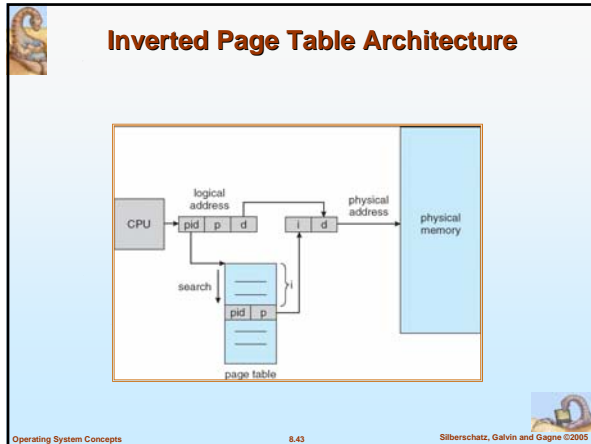 Inverted Page Table Architecture
logical
address
physical
address
CPU
pid p d
i d
physical
memory
search
i
pid p
page table
Operating System Concepts
8.43
Silberschatz, Galvin and Gagne ©2005